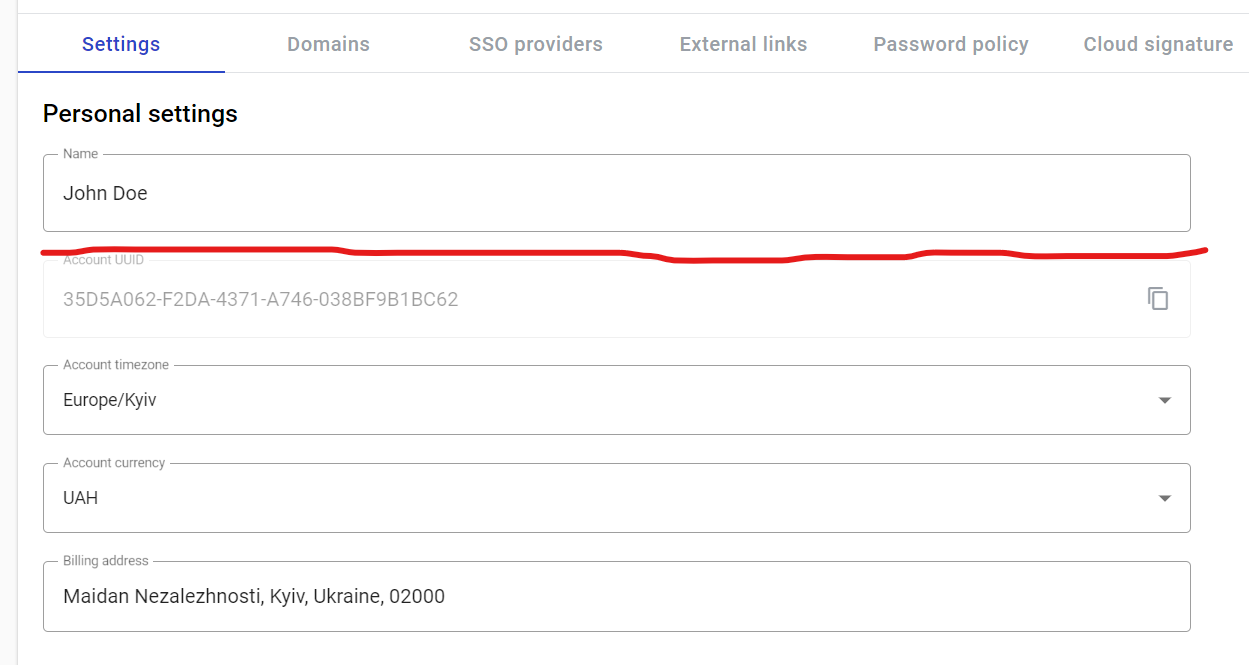 Settings Domains SSO providers External links Password policy Cloud signature
Personal settings
Name
John Doe
Account UUID
35D5A062-F2DA-4371-A746-038BF9B1BC62
Account timezone
Europe/Kyiv
Account currency
UAH
Billing address
Maidan Nezalezhnosti, Kyiv, Ukraine, 02000